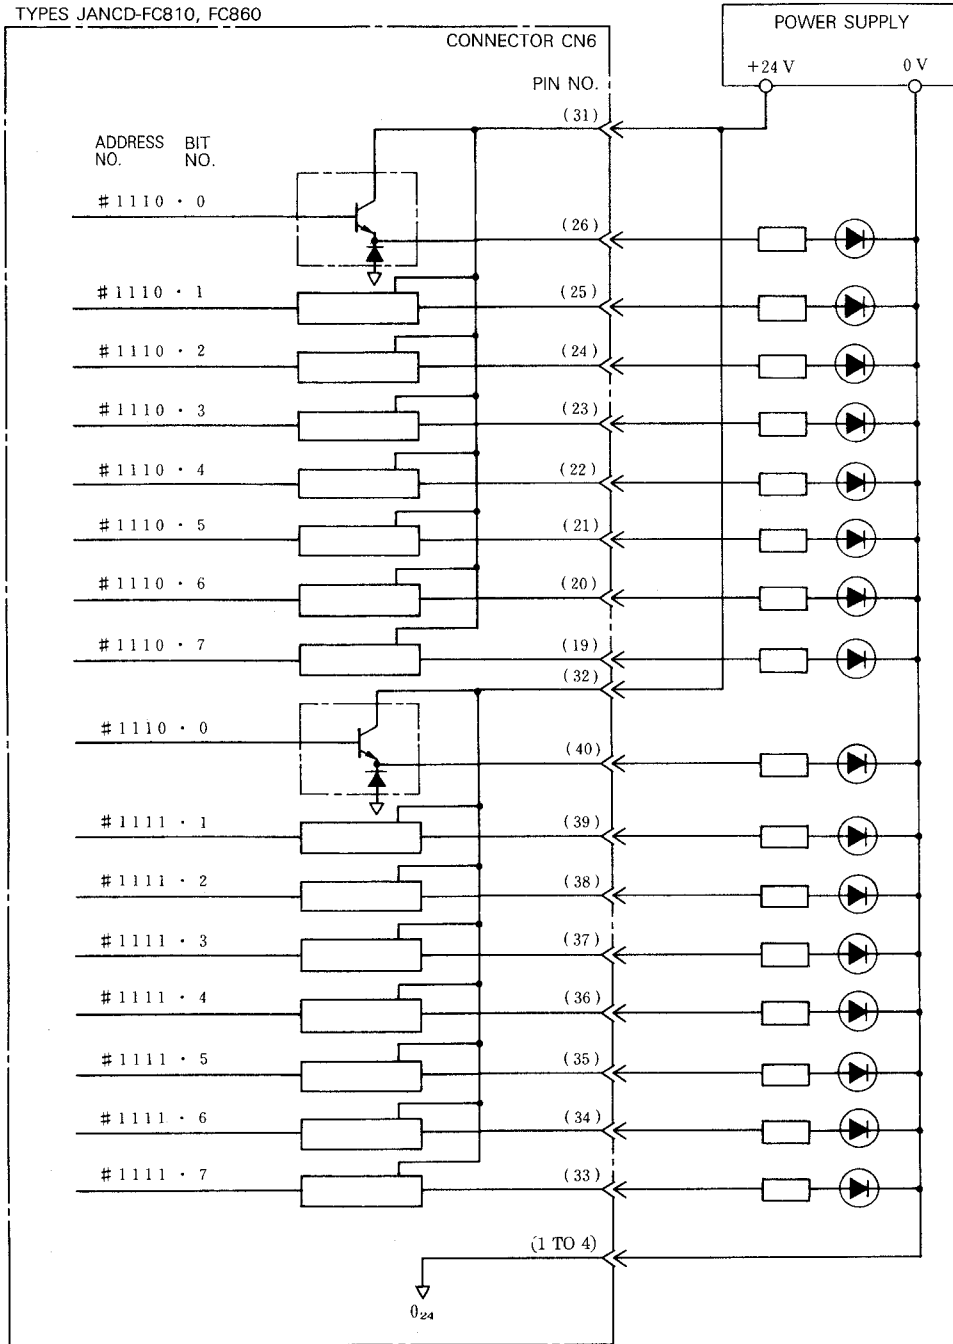 TYPES JANCD-FC810, FC860
POWER SUPPLY
CONNECTOR CN6
+24 V
0 V
PIN NO.
(31)
ADDRESS NO.
BIT NO.
#1110 · 0
(26)
#1110 · 1
(25)
#1110 · 2
(24)
#1110 · 3
(23)
#1110 · 4
(22)
#1110 · 5
(21)
#1110 · 6
(20)
#1110 · 7
(19)
(32)
#1110 · 0
(40)
#1111 · 1
(39)
#1111 · 2
(38)
#1111 · 3
(37)
#1111 · 4
(36)
#1111 · 5
(35)
#1111 · 6
(34)
#1111 · 7
(33)
(1 TO 4)
0₂₄